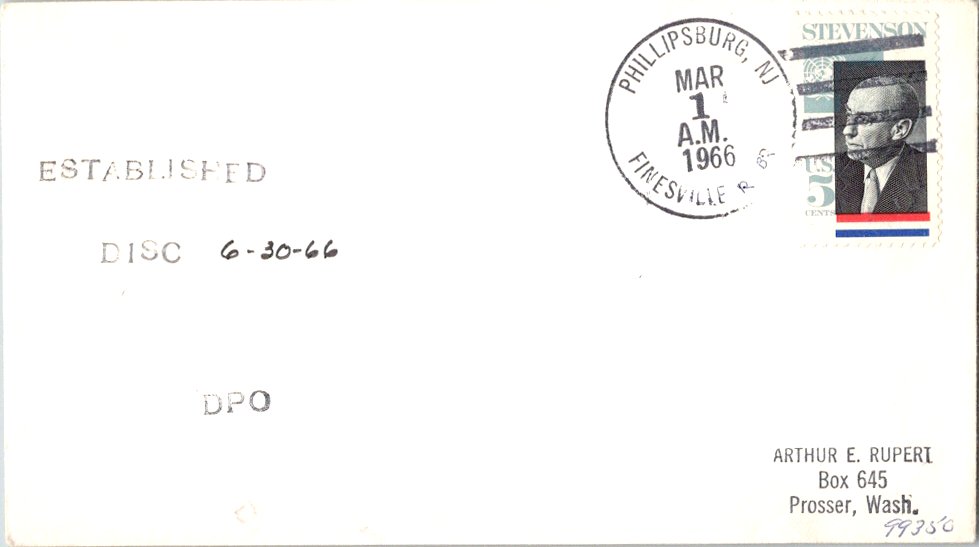 STEVENSON
PHILLIPSBURG, NJ
MAR
1
A.M.
1966
FINESVILLE R
U.S.
5
CENTS
ESTABLISHED
DISC 6-30-66
DPO
ARTHUR E. RUPERT
Box 645
Prosser, Wash.
99350